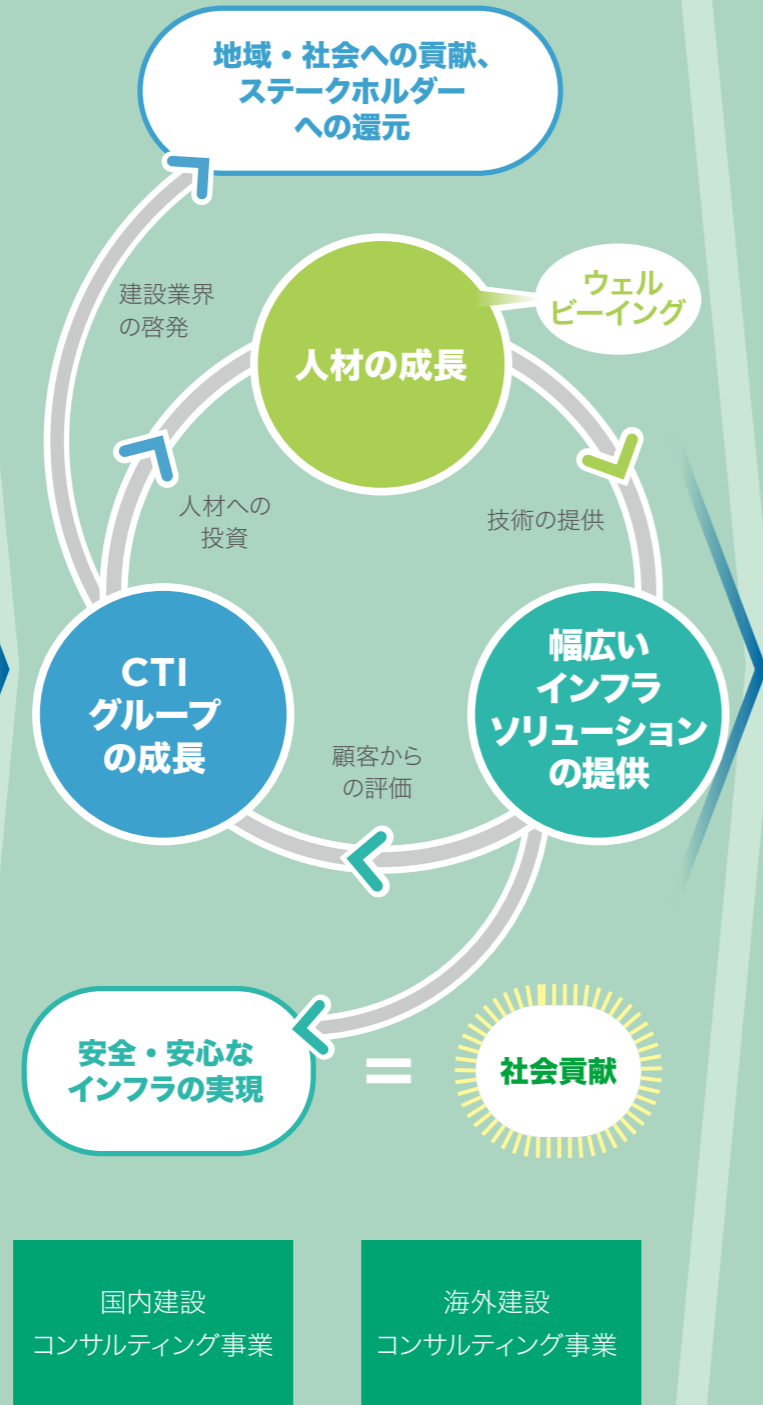 地域・社会への貢献、
ステークホルダー
への還元
建設業界
の啓発
ウェル
ビーイング
人材の成長
人材への
投資
技術の提供
CTI
グループ
の成長
幅広い
インフラ
ソリューション
の提供
顧客から
の評価
安全・安心な
インフラの実現
=
社会貢献
国内建設
コンサルティング事業
海外建設
コンサルティング事業